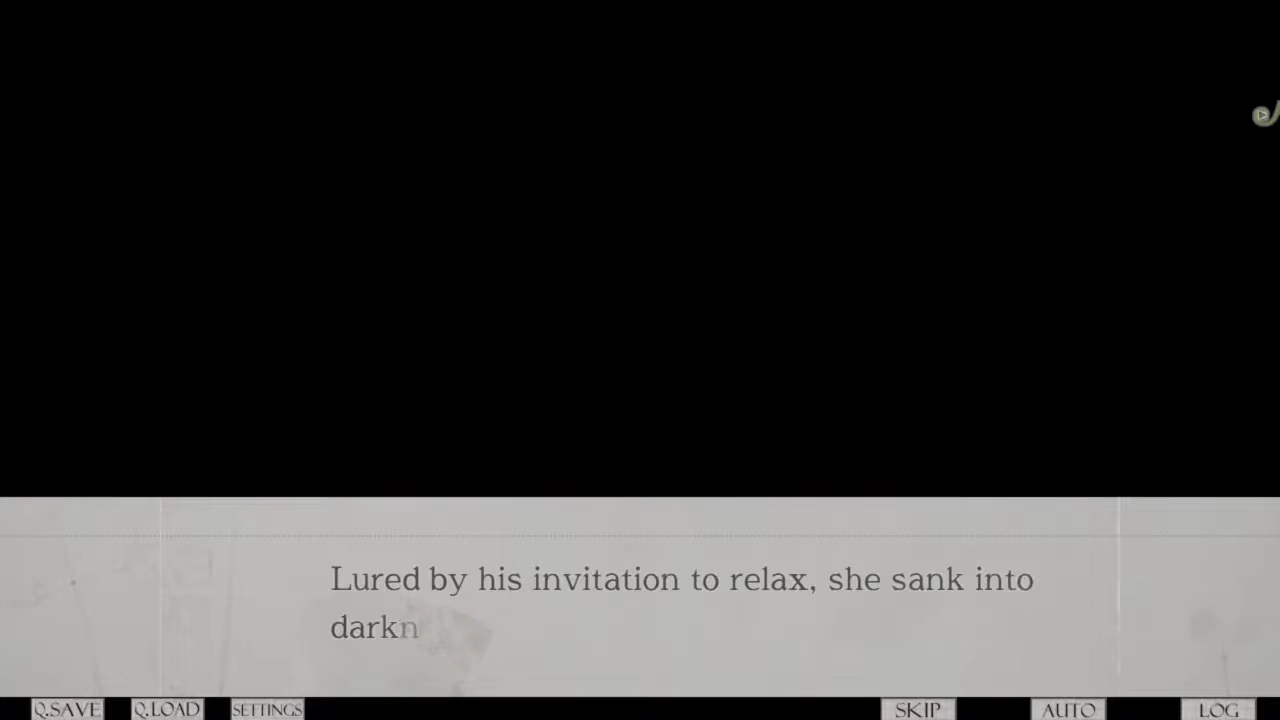 Lured by his invitation to relax, she sank into
darkn
Q.SAVE Q.LOAD SETTINGS SKIP AUTO LOG